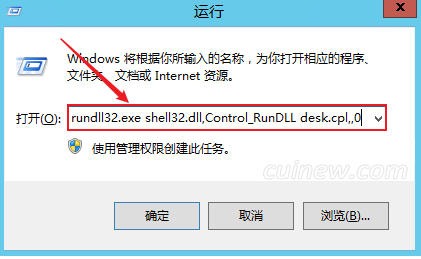 运行
Windows 将根据你所输入的名称，为你打开相应的程序、
文件夹、文档或 Internet 资源。
打开(O): rundll32.exe shell32.dll,Control_RunDLL desk.cpl,,0
使用管理权限创建此任务。
cuinew.com
确定 取消 浏览(B)...